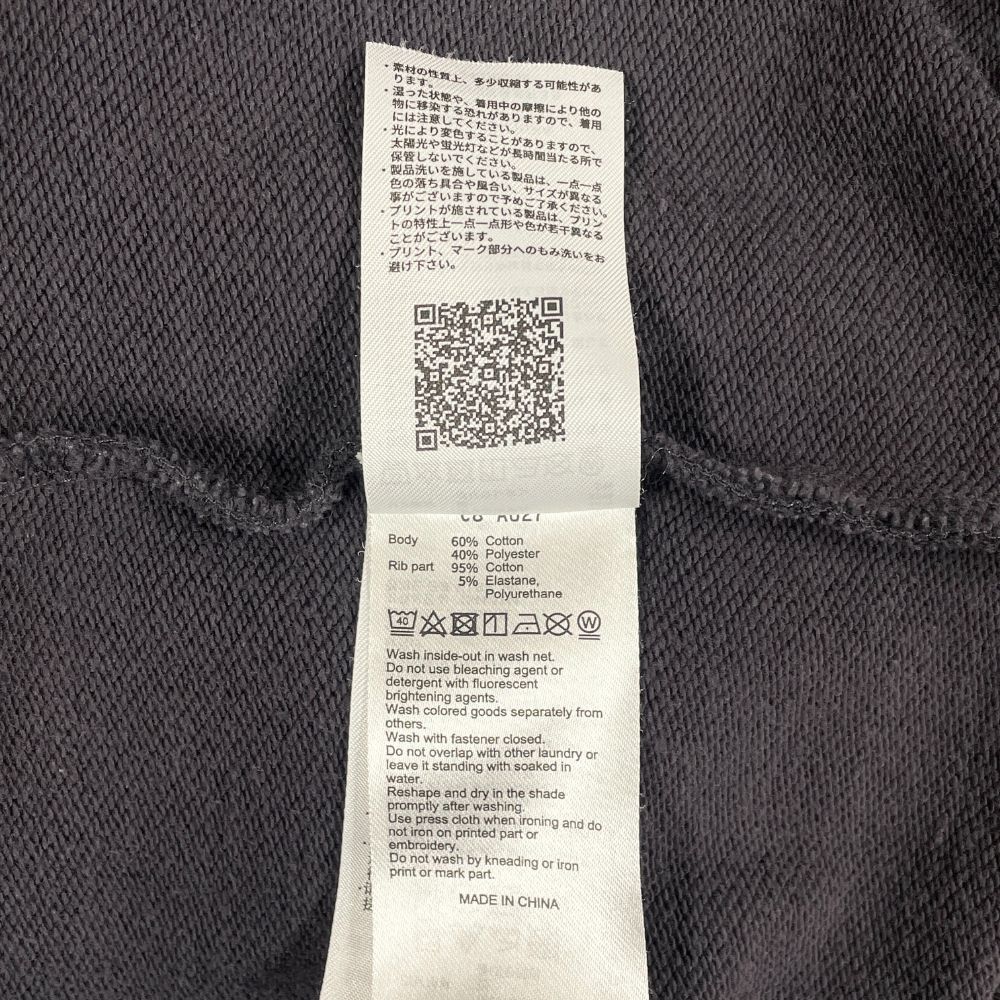 ・素材の性質上、多少収縮する可能性があ
ります。
・湿った状態や、着用中の摩擦により他の
物に移染する恐れがありますので、着用
には注意してください。
・光により変色することがありますので、
太陽光や蛍光灯などが長時間当たる所で
保管しないでください。
・製品洗いを施している製品は、一点一点
色の落ち具合や風合い、サイズが異なる
事がございますので予めご了承ください。
・プリントが施されている製品は、プリン
トの特性上一点一点形や色が若干異なる
ことがございます。
・プリント、マーク部分へのもみ洗いをお
避け下さい。
Body 60% Cotton
40% Polyester
Rib part 95% Cotton
5% Elastane,
Polyurethane
40
W
Wash inside-out in wash net.
Do not use bleaching agent or
detergent with fluorescent
brightening agents.
Wash colored goods separately from
others.
Wash with fastener closed.
Do not overlap with other laundry or
leave it standing with soaked in
water.
Reshape and dry in the shade
promptly after washing.
Use press cloth when ironing and do
not iron on printed part or
embroidery.
Do not wash by kneading or iron
print or mark part.
MADE IN CHINA